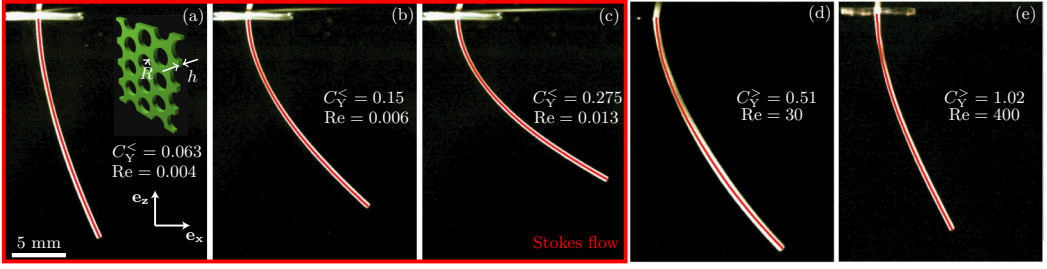 (a)
R
h
C_Y^< = 0.063
Re = 0.004
e_z
e_x
5 mm
(b)
C_Y^< = 0.15
Re = 0.006
(c)
C_Y^< = 0.275
Re = 0.013
Stokes flow
(d)
C_Y^> = 0.51
Re = 30
(e)
C_Y^> = 1.02
Re = 400